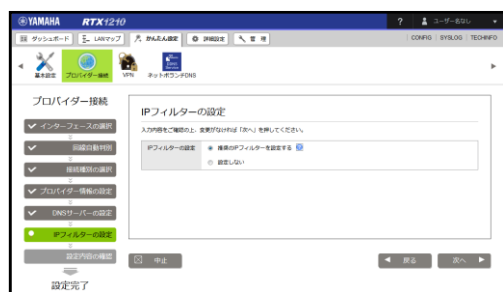 YAMAHA RTX1210
? ユーザー名なし
ダッシュボード LANマップ かんたん設定 詳細設定 管理 CONFIG SYSLOG TECHINFO
基本設定 プロバイダー接続 VPN ネットボランチDNS
プロバイダー接続
インターフェースの選択
回線自動判別
接続種別の選択
プロバイダー情報の設定
DNSサーバーの設定
IPフィルターの設定
設定内容の確認
設定完了
IPフィルターの設定
入力内容をご確認の上、変更がなければ「次へ」を押してください。
IPフィルターの設定 推奨のIPフィルターを設定する
設定しない
中止 戻る 次へ